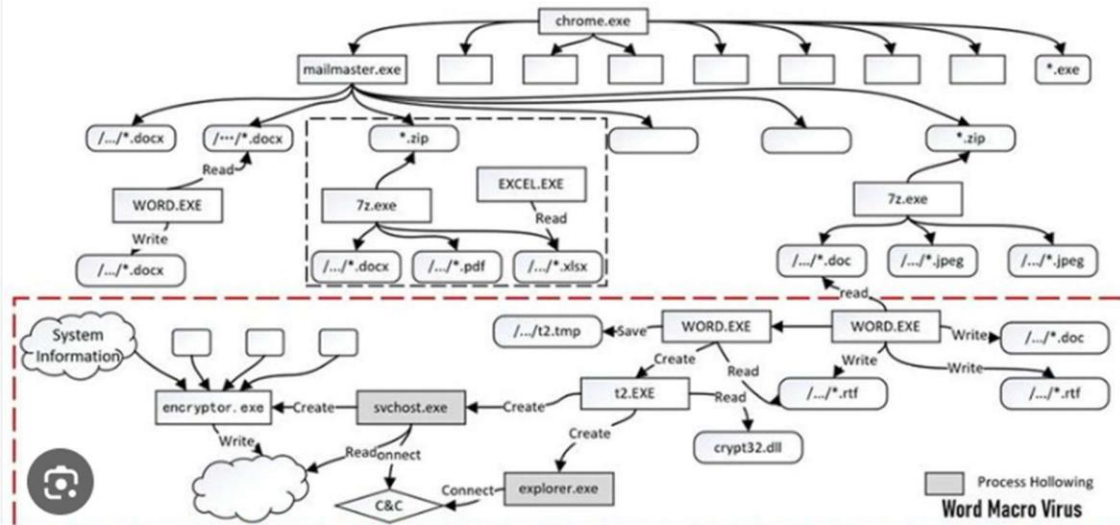 chrome.exe
mailmaster.exe
*.exe
/.../*.docx
/···/*.docx
*.zip
*.zip
Read
EXCEL.EXE
WORD.EXE
7z.exe
7z.exe
Read
Write
/.../*.docx
/.../*.docx
/.../*.pdf
/.../*.xlsx
/.../*.doc
/.../*.jpeg
/.../*.jpeg
read
System
Information
/.../t2.tmp
Save
WORD.EXE
WORD.EXE
Write
/.../*.doc
Create
Read
Write
Write
encryptor.exe
Create
svchost.exe
Create
t2.EXE
Read
/.../*.rtf
/.../*.rtf
Write
Create
crypt32.dll
Read
onnect
C&C
Connect
explorer.exe
Process Hollowing
Word Macro Virus